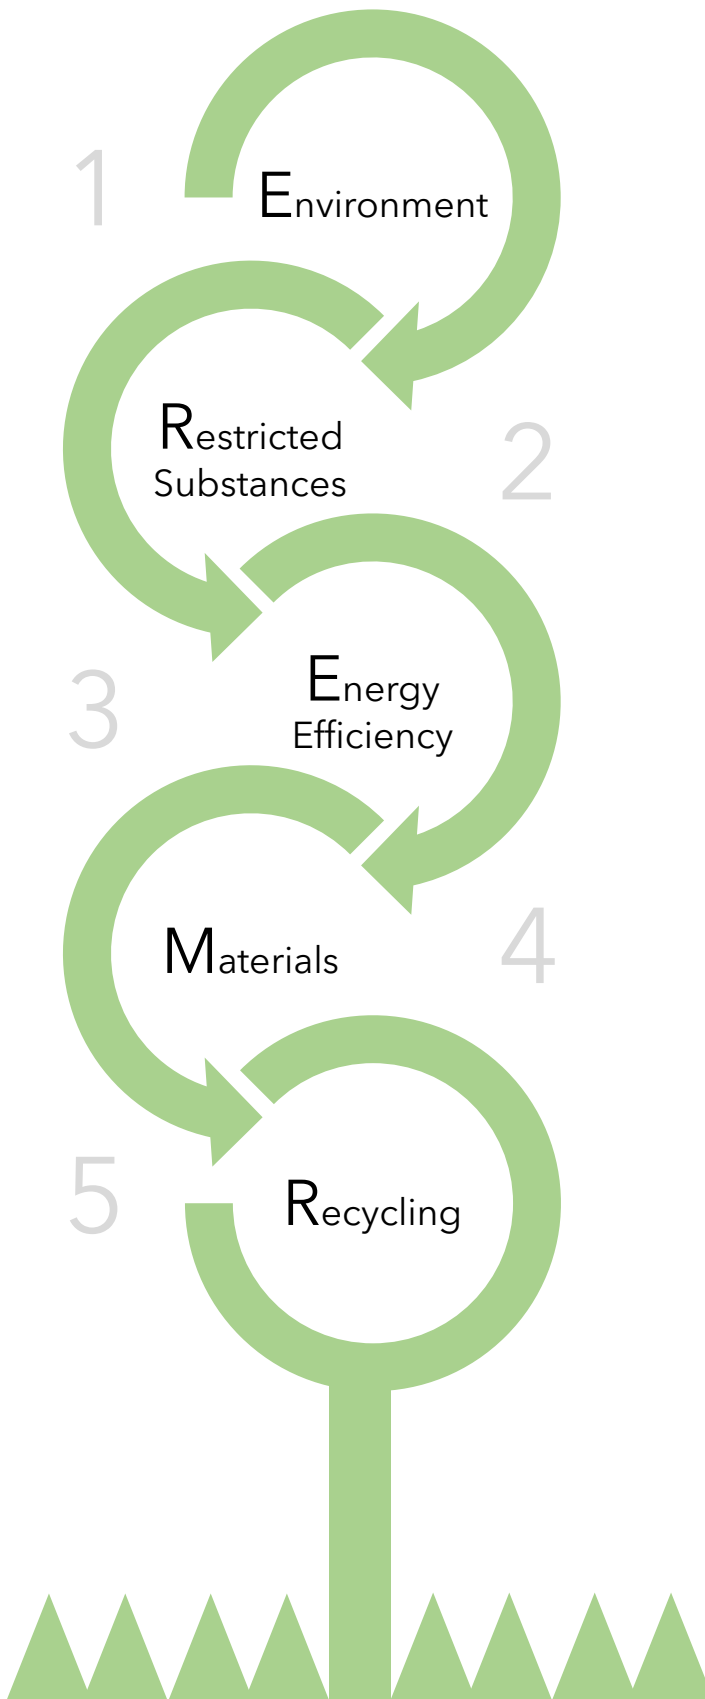 1
Environment
Restricted
Substances
2
3
Energy
Efficiency
Materials
4
5
Recycling